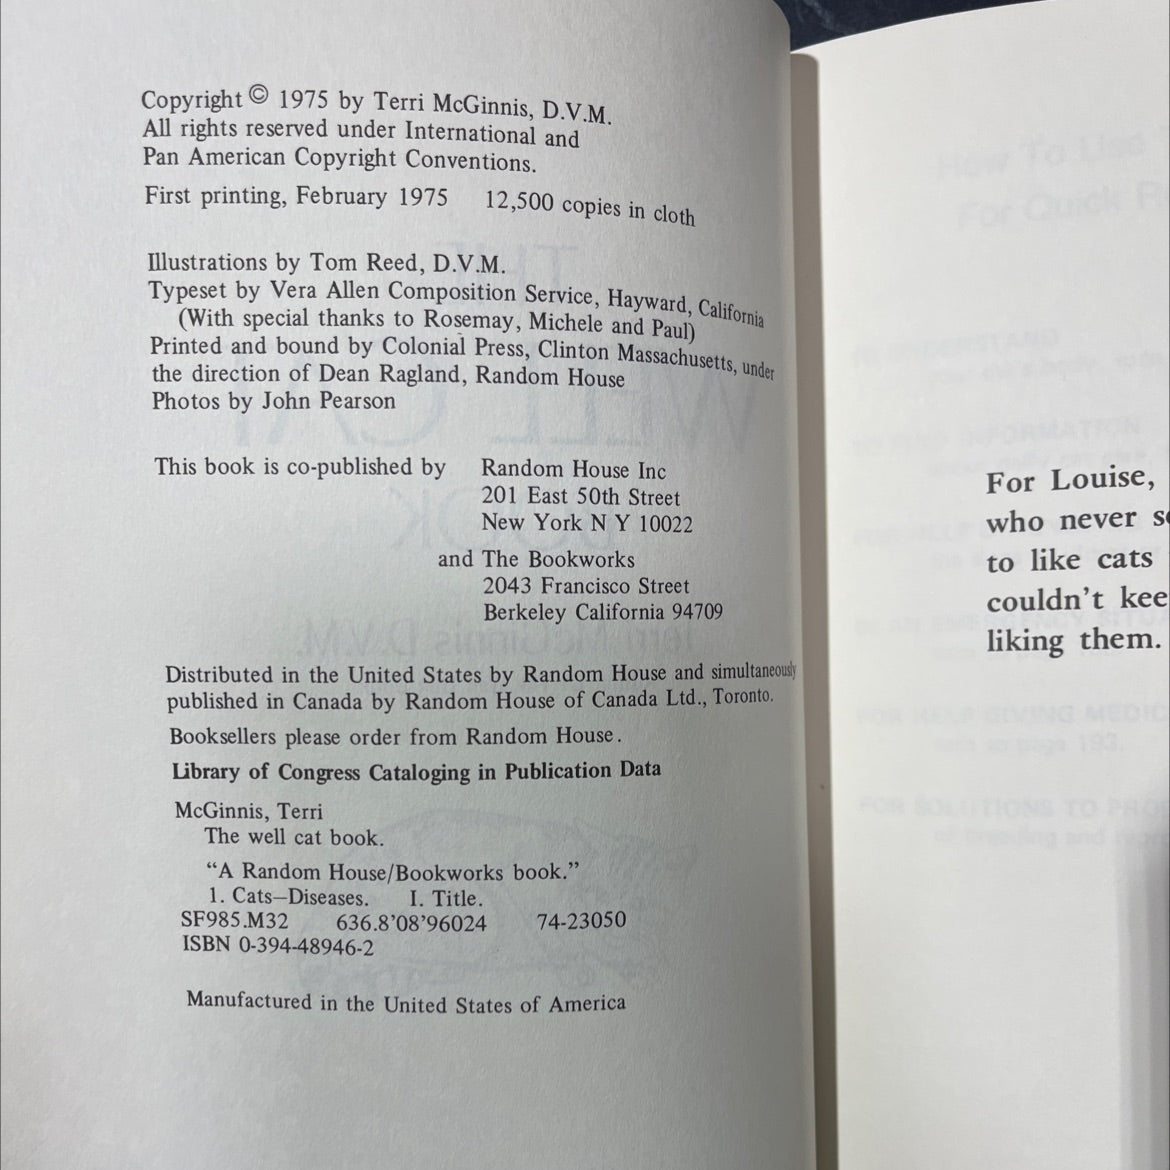 Copyright © 1975 by Terri McGinnis, D.V.M.
All rights reserved under International and
Pan American Copyright Conventions.
First printing, February 1975 12,500 copies in cloth
Illustrations by Tom Reed, D.V.M.
Typeset by Vera Allen Composition Service, Hayward, California
(With special thanks to Rosemay, Michele and Paul)
Printed and bound by Colonial Press, Clinton Massachusetts, under
the direction of Dean Ragland, Random House
Photos by John Pearson
This book is co-published by Random House Inc
201 East 50th Street
New York N Y 10022
and The Bookworks
2043 Francisco Street
Berkeley California 94709
Distributed in the United States by Random House and simultaneously
published in Canada by Random House of Canada Ltd., Toronto.
Booksellers please order from Random House.
Library of Congress Cataloging in Publication Data
McGinnis, Terri
The well cat book.
“A Random House/Bookworks book.”
1. Cats—Diseases. I. Title.
SF985.M32 636.8'08'96024 74-23050
ISBN 0-394-48946-2
Manufactured in the United States of America
For Louise,
who never
to like cats
couldn't
liking them.